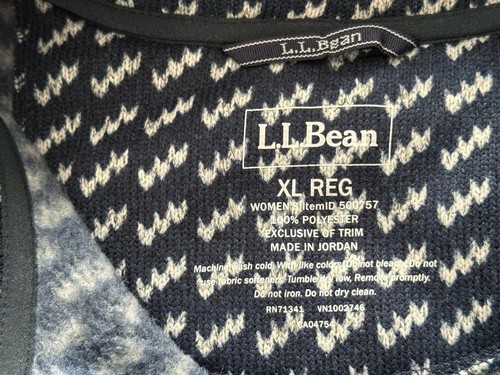 L.L.Bean
L.L.Bean
XL REG
WOMEN'S ItemID 500757
100% POLYESTER
EXCLUSIVE OF TRIM
MADE IN JORDAN
Machine wash cold. With like colors. Do not bleach. Do not
use fabric softeners. Tumble dry low. Remove promptly.
Do not iron. Do not dry clean.
RN71341 VN1002746
CA04754